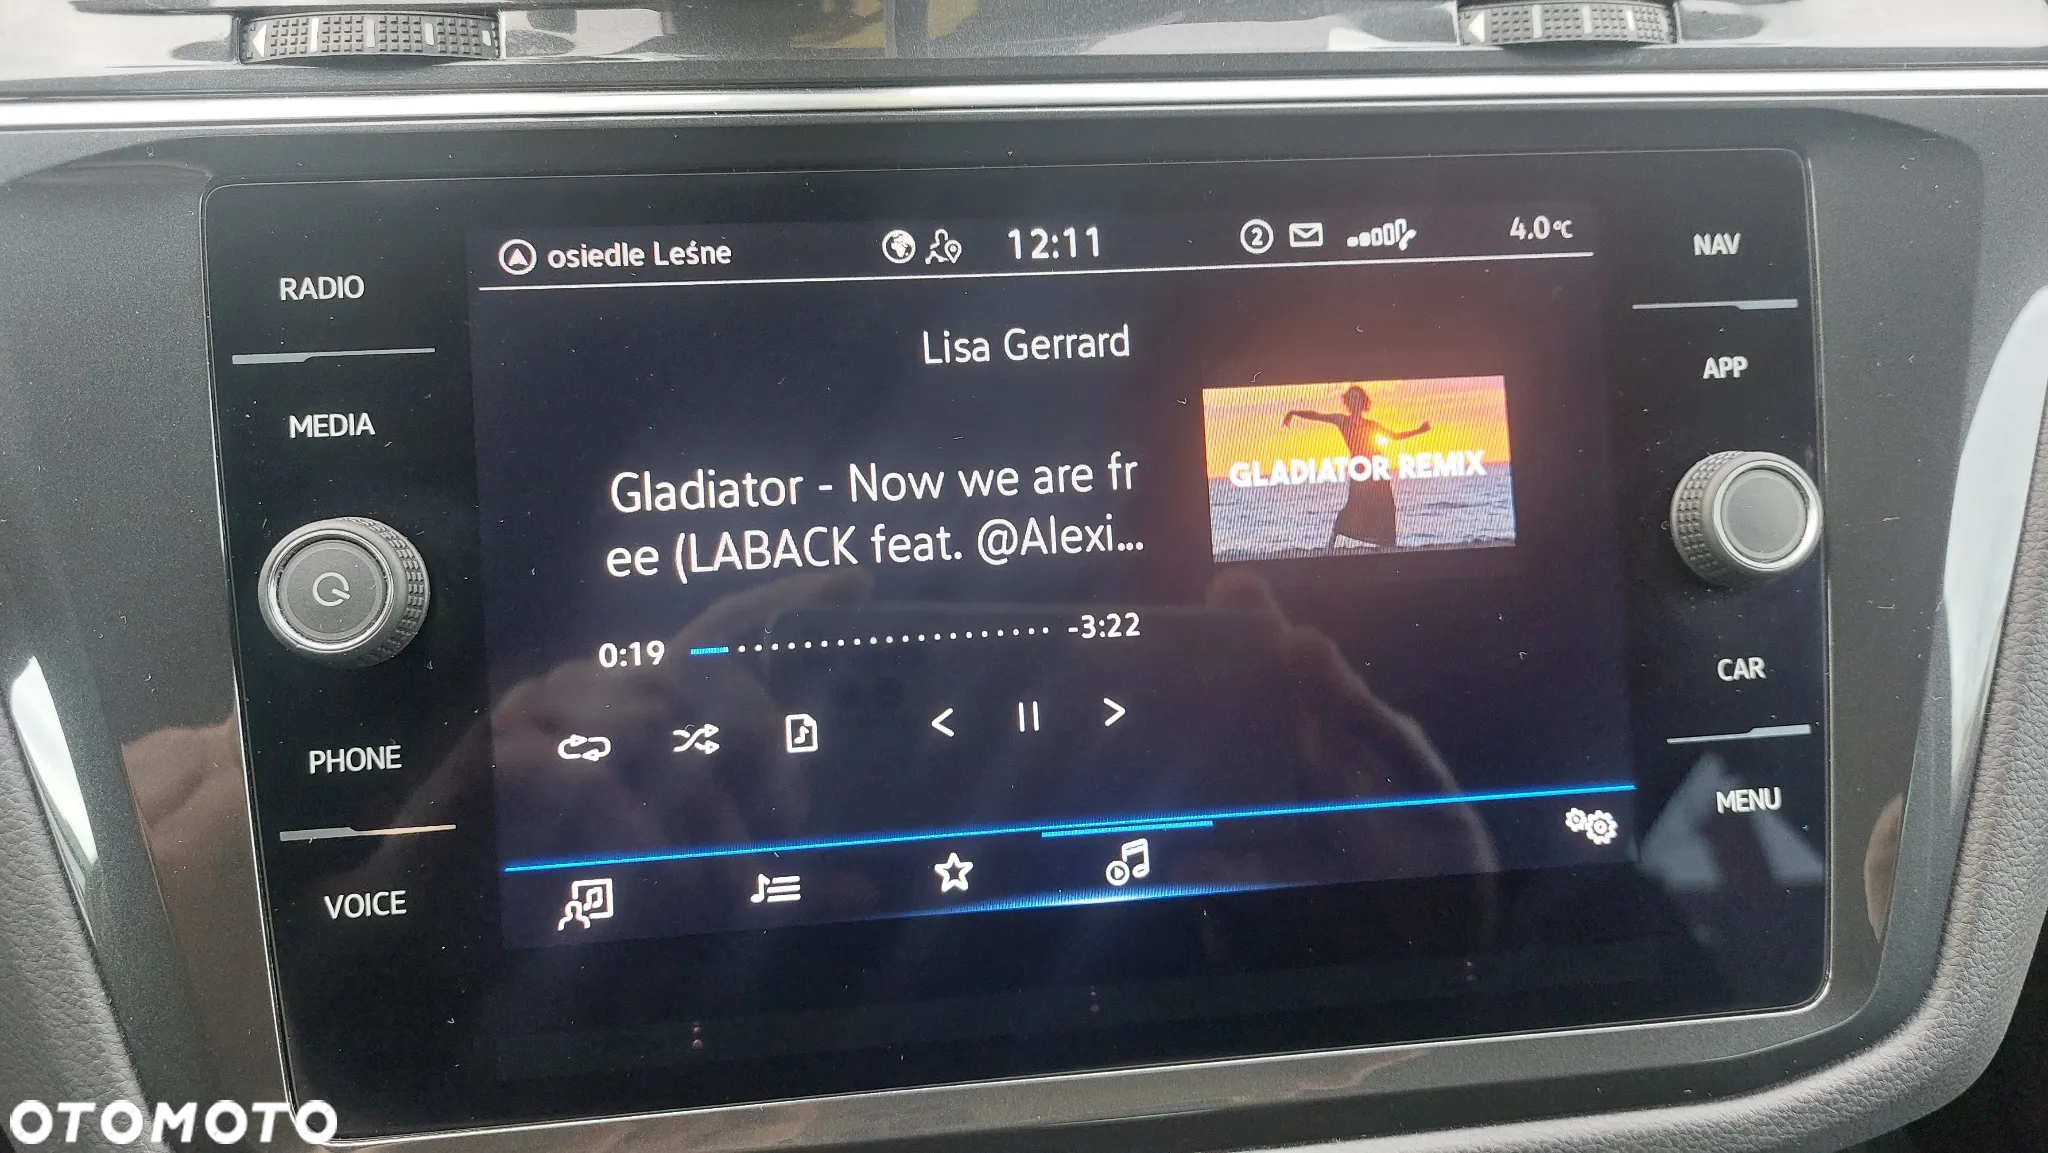 osiedle Leśne
12:11
2
4.0°C
RADIO
MEDIA
PHONE
VOICE
Lisa Gerrard
Gladiator - Now we are fr
ee (LABACK feat. @Alexi...
GLADIATOR REMIX
0:19
-3:22
NAV
APP
CAR
MENU
OTOMOTO